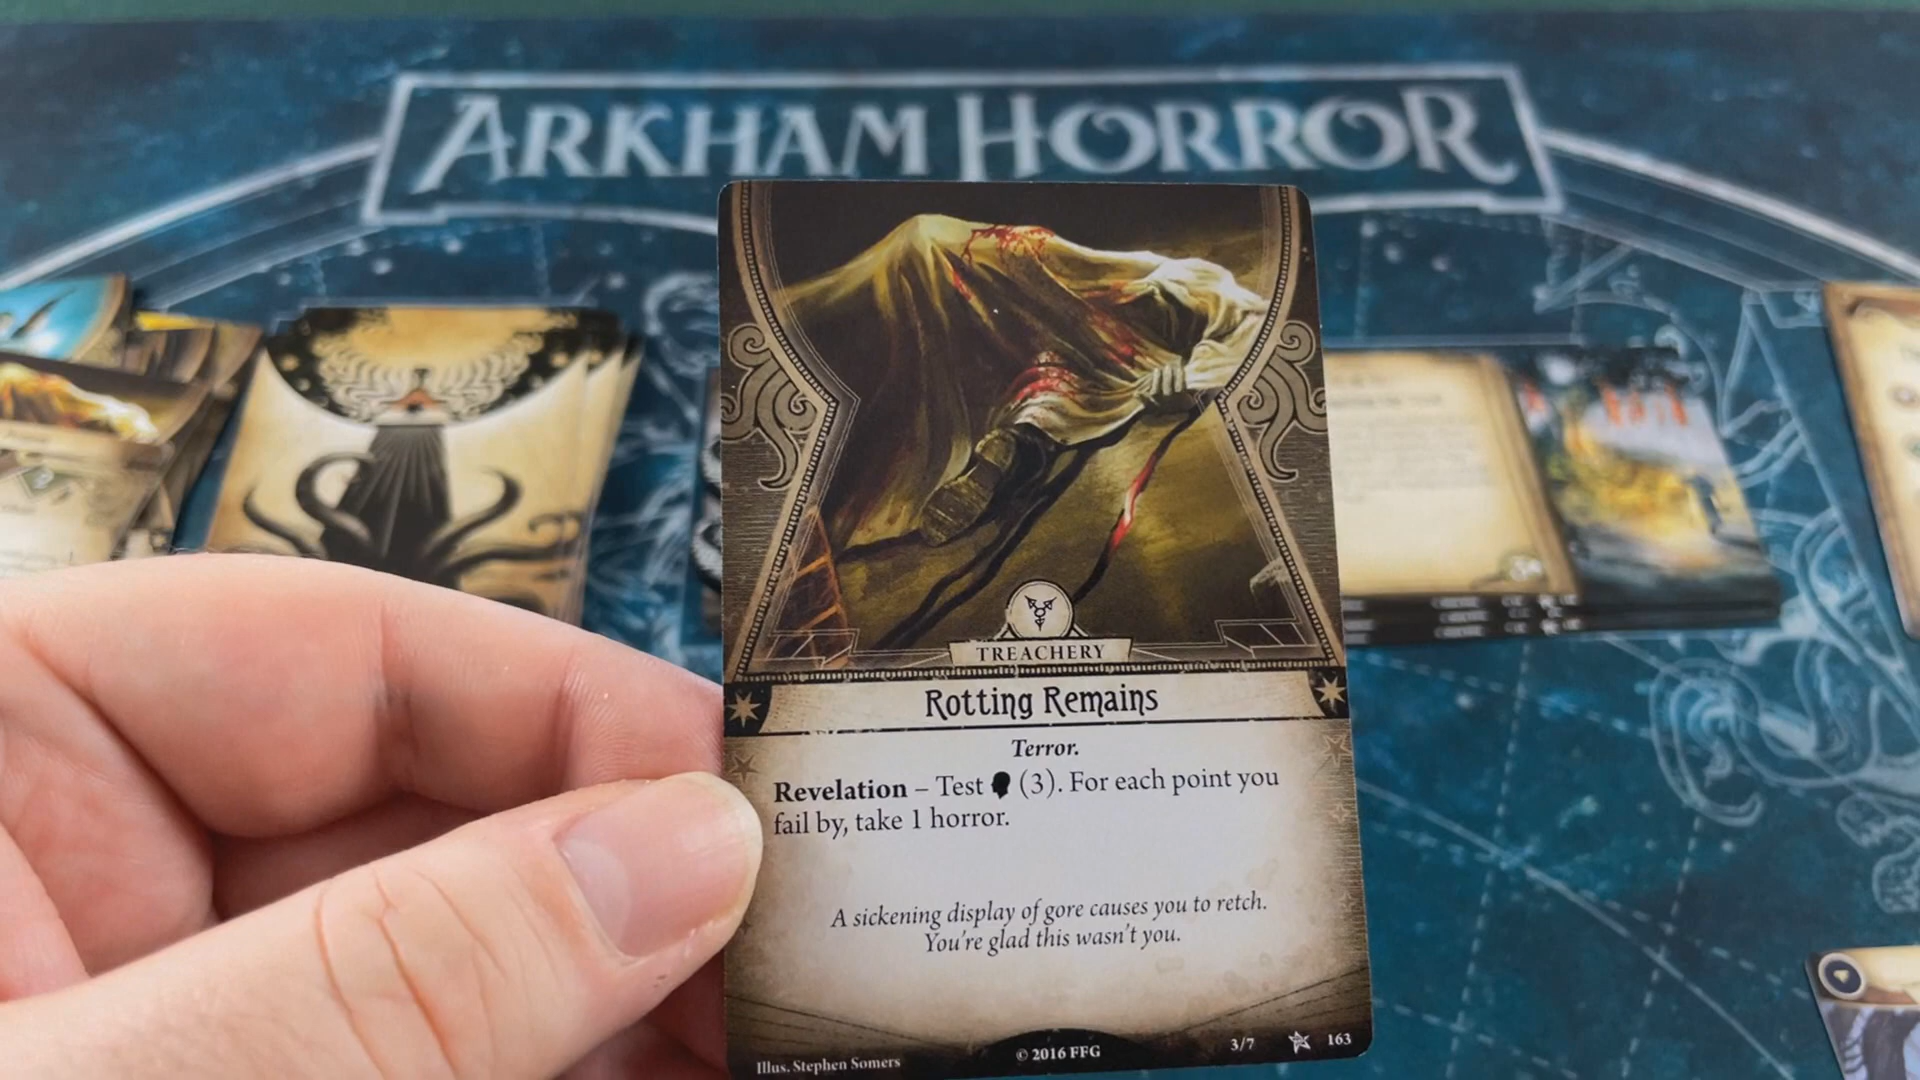 ARKHAM HORROR
TREACHERY
Rotting Remains
Terror.
Revelation – Test (3). For each point you
fail by, take 1 horror.
A sickening display of gore causes you to retch.
You're glad this wasn't you.
Illus. Stephen Somers
© 2016 FFG
3/7
163